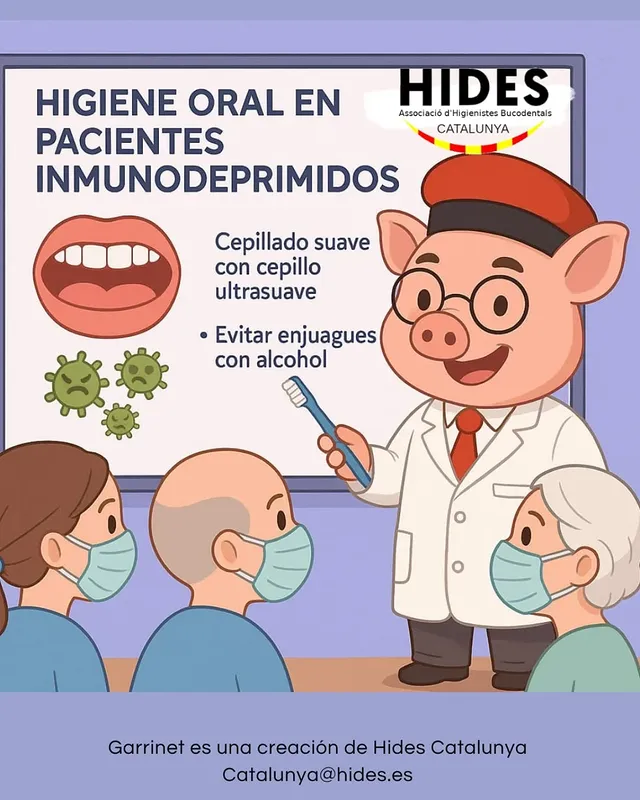 HIDES
Associació d'Higienistes Bucodentals
CATALUNYA
HIGIENE ORAL EN
PACIENTES
INMUNODEPRIMIDOS
Cepillado suave
con cepillo
ultrasuave
• Evitar enjuagues
con alcohol
Garrinet es una creación de Hides Catalunya
Catalunya@hides.es